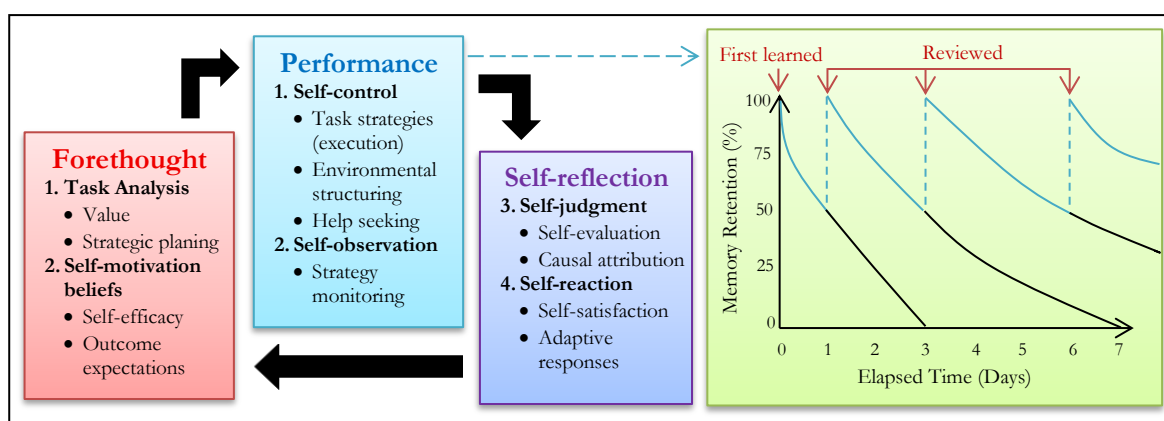 Forethought
1. Task Analysis
• Value
• Strategic planing
2. Self-motivation
beliefs
• Self-efficacy
• Outcome
expectations
Performance
1. Self-control
• Task strategies
(execution)
• Environmental
structuring
• Help seeking
2. Self-observation
• Strategy
monitoring
Self-reflection
3. Self-judgment
• Self-evaluation
• Causal attribution
4. Self-reaction
• Self-satisfaction
• Adaptive
responses
First learned
Reviewed
Memory Retention (%)
100
75
50
25
0
0 1 2 3 4 5 6 7
Elapsed Time (Days)